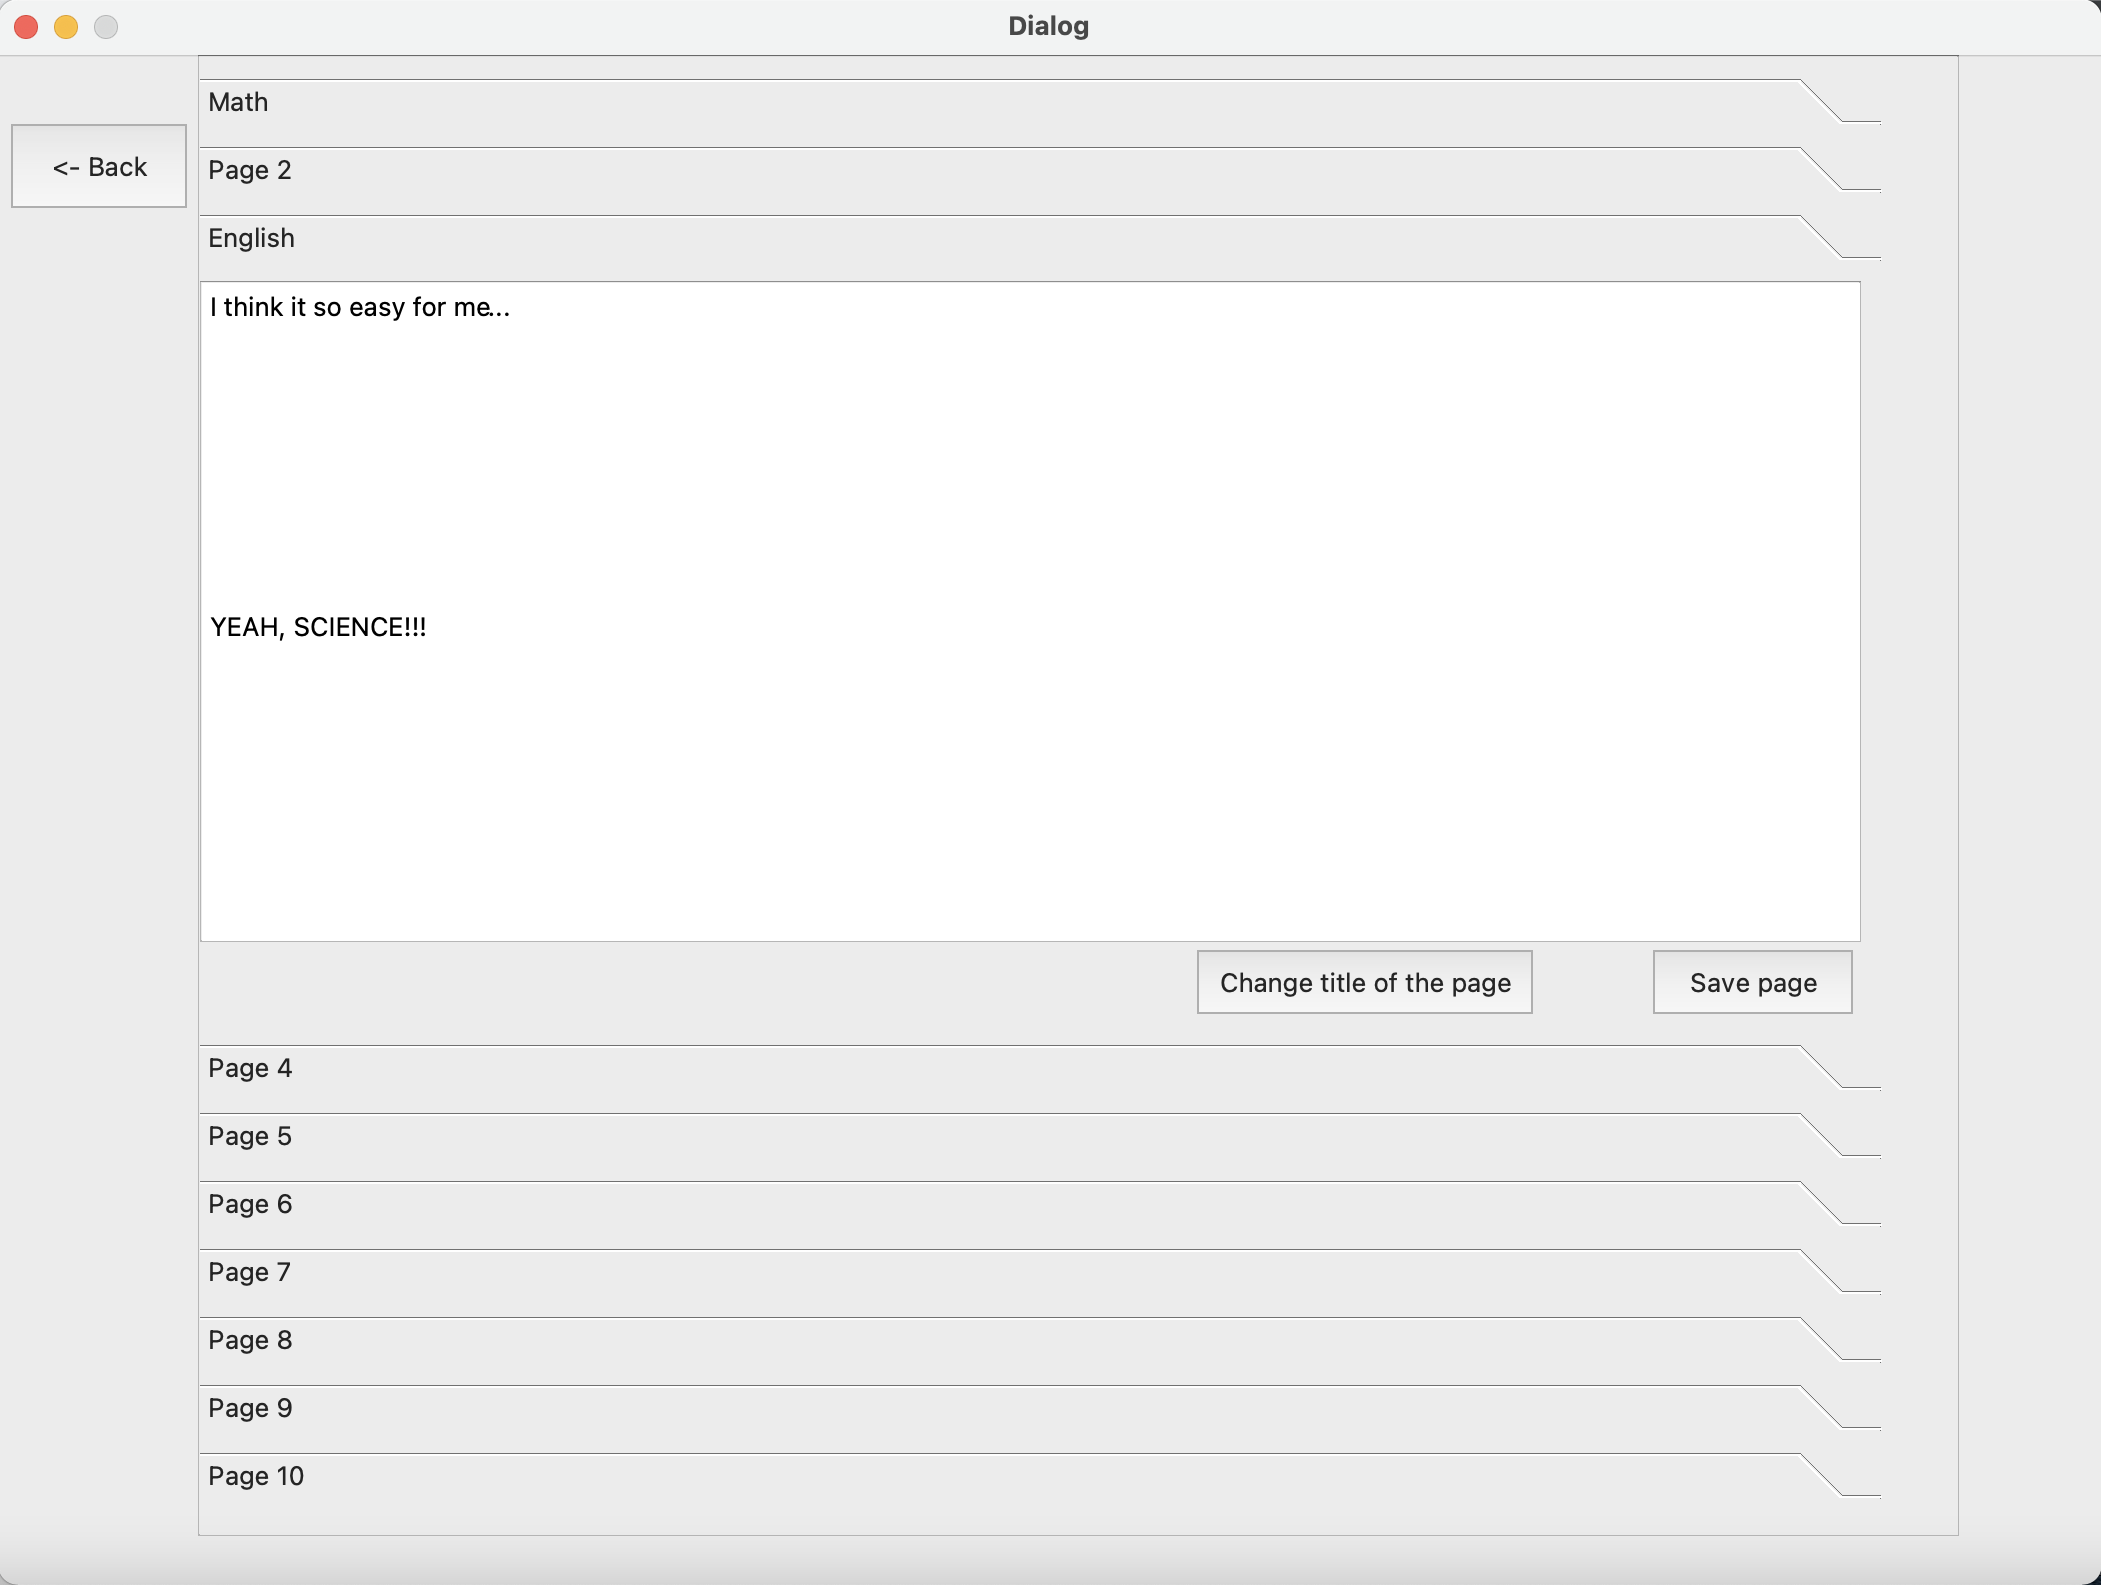 Dialog
<- Back
Math
Page 2
English
I think it so easy for me...
YEAH, SCIENCE!!!
Change title of the page
Save page
Page 4
Page 5
Page 6
Page 7
Page 8
Page 9
Page 10